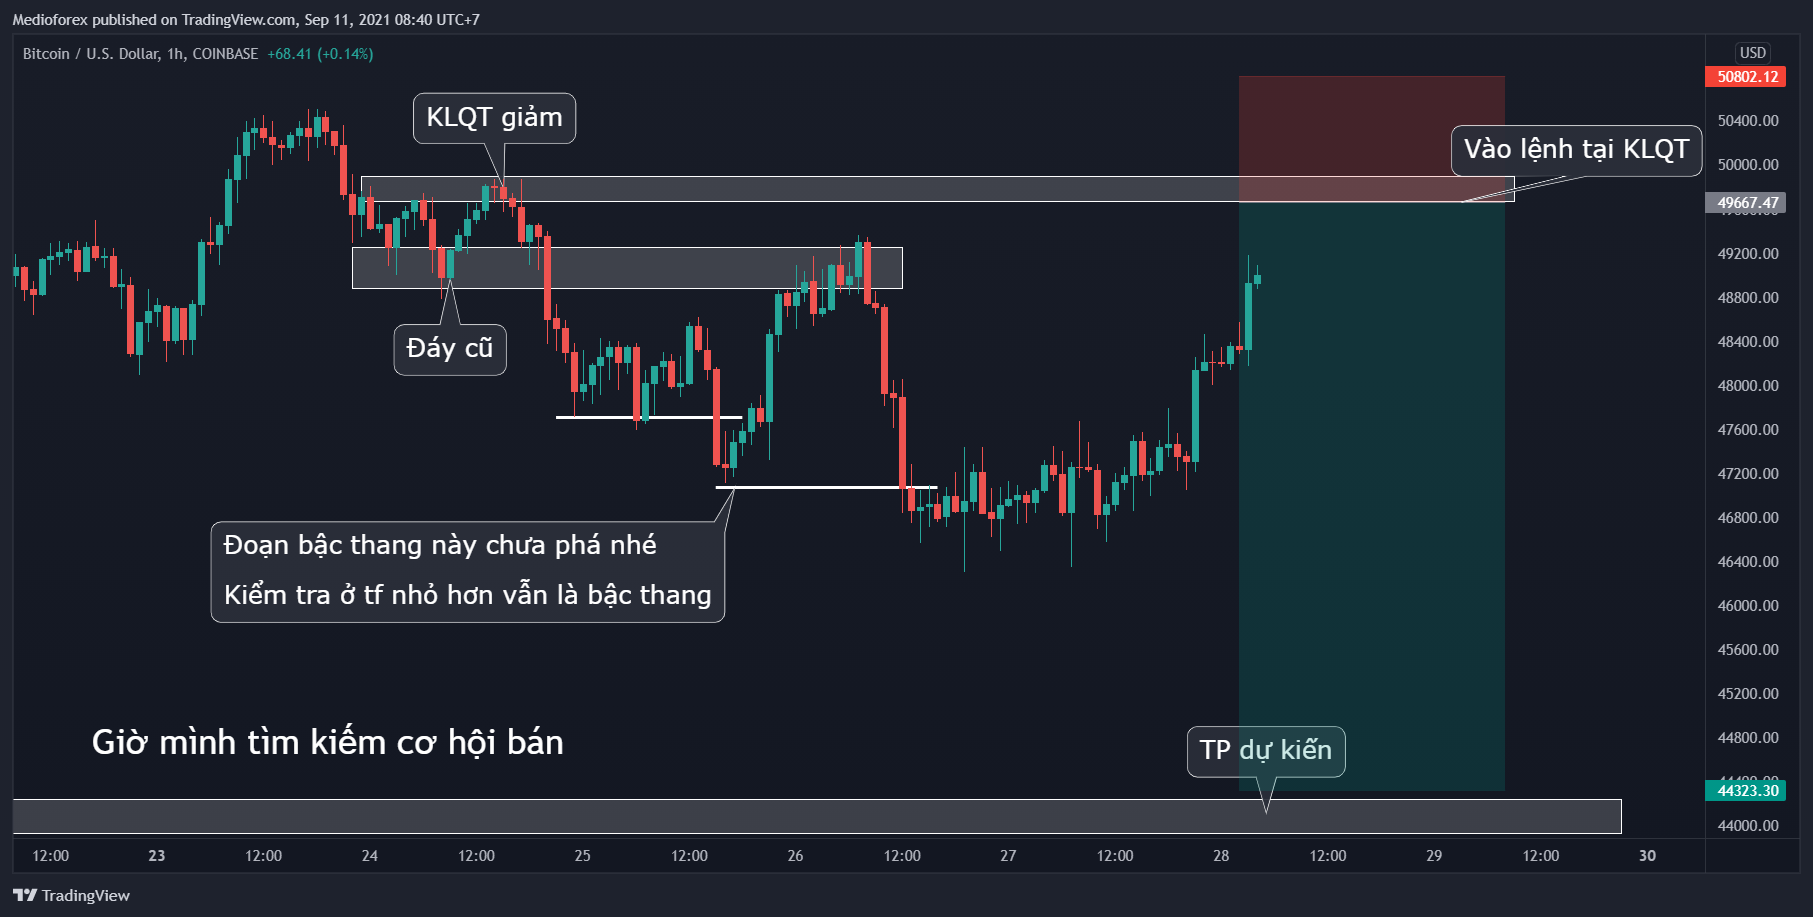 Medioforex published on TradingView.com, Sep 11, 2021 08:40 UTC+7
Bitcoin / U.S. Dollar, 1h, COINBASE +68.41 (+0.14%)
USD
50802.12
50400.00
KLQT giảm
Vào lệnh tại KLQT
50000.00
49667.47
49200.00
48800.00
Đáy cũ
48400.00
48000.00
47600.00
47200.00
46800.00
Đoạn bậc thang này chưa phá nhé
Kiểm tra ở tf nhỏ hơn vẫn là bậc thang
46400.00
46000.00
45600.00
45200.00
Giờ mình tìm kiếm cơ hội bán
44800.00
TP dự kiến
44323.30
44000.00
12:00 23 12:00 24 12:00 25 12:00 26 12:00 27 12:00 28 12:00 29 12:00 30
TradingView